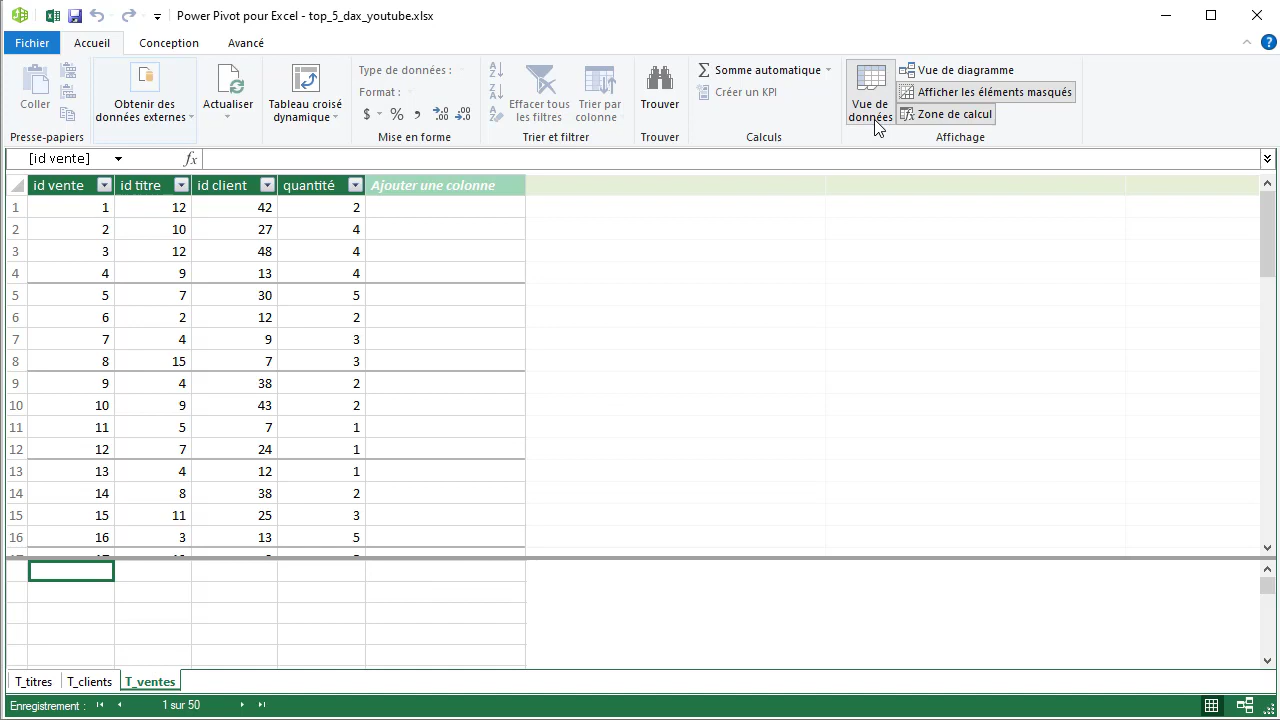 Power Pivot pour Excel - top_5_dax_youtube.xlsx
Fichier Accueil Conception Avancé
Coller
Presse-papiers
Obtenir des
données externes
Actualiser
Tableau croisé
dynamique
Type de données :
Format :
$ % , 
Mise en forme
Effacer tous
les filtres
Trier par
colonne
Trier et filtrer
Trouver
Trouver
Somme automatique
Créer un KPI
Calculs
Vue de
données
Vue de diagramme
Afficher les éléments masqués
Zone de calcul
Affichage
[id vente] fx
id vente id titre id client quantité Ajouter une colonne
1 1 12 42 2
2 2 10 27 4
3 3 12 48 4
4 4 9 13 4
5 5 7 30 5
6 6 2 12 2
7 7 4 9 3
8 8 15 7 3
9 9 4 38 2
10 10 9 43 2
11 11 5 7 1
12 12 7 24 1
13 13 4 12 1
14 14 8 38 2
15 15 11 25 3
16 16 3 13 5
T_titres T_clients T_ventes
Enregistrement : 1 sur 50